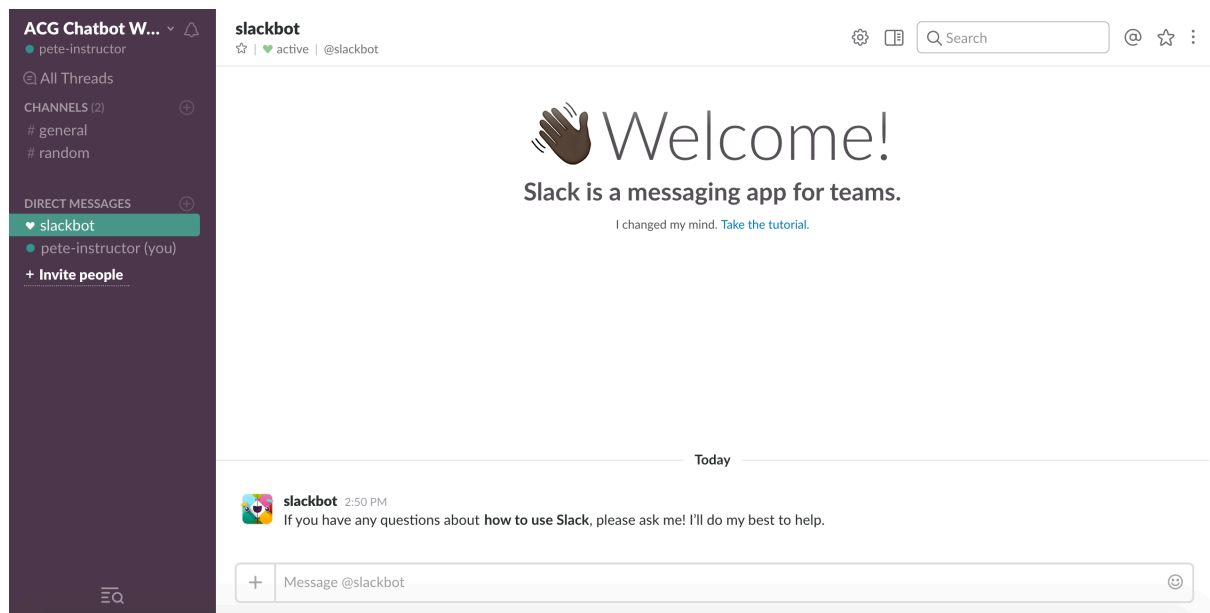 ACG Chatbot W...
pete-instructor
All Threads
CHANNELS (2)
# general
# random
DIRECT MESSAGES
slackbot
pete-instructor (you)
+ Invite people
slackbot
active | @slackbot
Search
Welcome!
Slack is a messaging app for teams.
I changed my mind. Take the tutorial.
Today
slackbot 2:50 PM
If you have any questions about how to use Slack, please ask me! I'll do my best to help.
Message @slackbot